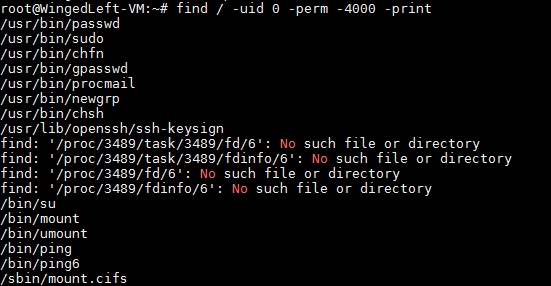 root@WingedLeft-VM:~# find / -uid 0 -perm -4000 -print
/usr/bin/passwd
/usr/bin/sudo
/usr/bin/chfn
/usr/bin/gpasswd
/usr/bin/procmail
/usr/bin/newgrp
/usr/bin/chsh
/usr/lib/openssh/ssh-keysign
find: '/proc/3489/task/3489/fd/6': No such file or directory
find: '/proc/3489/task/3489/fdinfo/6': No such file or directory
find: '/proc/3489/fd/6': No such file or directory
find: '/proc/3489/fdinfo/6': No such file or directory
/bin/su
/bin/mount
/bin/umount
/bin/ping
/bin/ping6
/sbin/mount.cifs